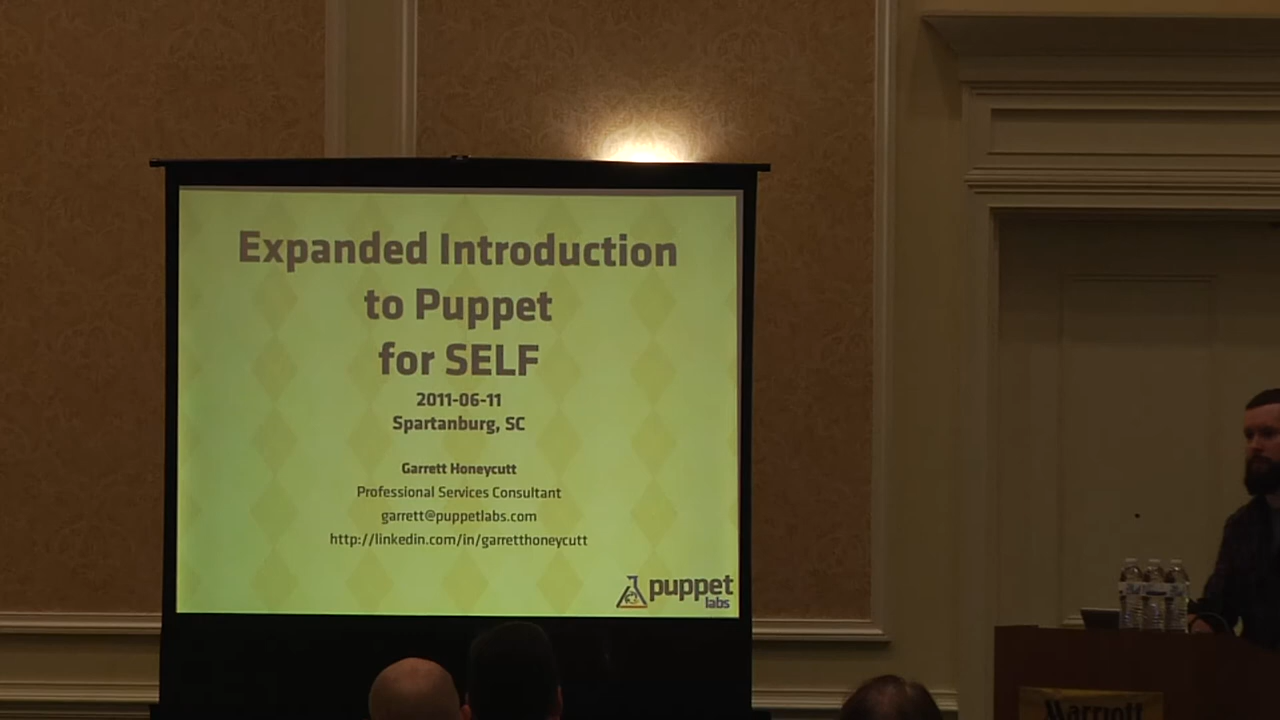 Expanded Introduction
to Puppet
for SELF
2011-06-11
Spartanburg, SC
Garrett Honeycutt
Professional Services Consultant
garrett@puppetlabs.com
http://linkedin.com/in/garretthoneycutt
puppet
labs
Marriott